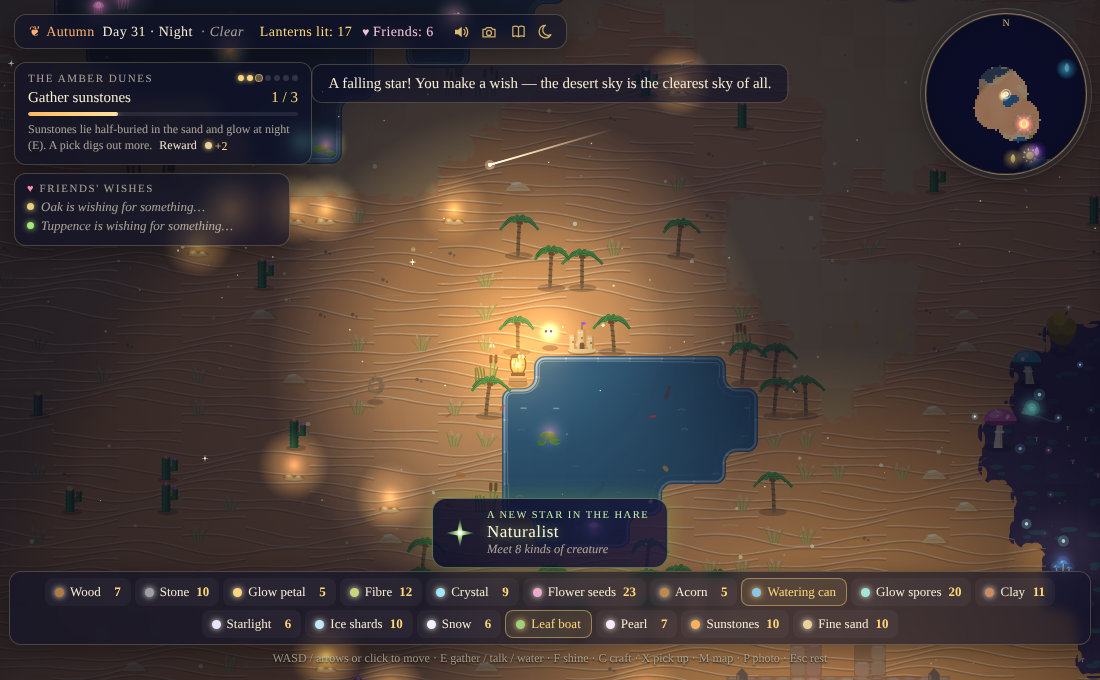 Autumn Day 31 · Night · Clear Lanterns lit: 17 ♥ Friends: 6
N
THE AMBER DUNES
Gather sunstones 1 / 3
Sunstones lie half-buried in the sand and glow at night
(E). A pick digs out more. Reward +2
A falling star! You make a wish — the desert sky is the clearest sky of all.
♥ FRIENDS' WISHES
Oak is wishing for something…
Tuppence is wishing for something…
A NEW STAR IN THE HARE
Naturalist
Meet 8 kinds of creature
Wood 7 Stone 10 Glow petal 5 Fibre 12 Crystal 9 Flower seeds 23 Acorn 5 Watering can Glow spores 20 Clay 11
Starlight 6 Ice shards 10 Snow 6 Leaf boat Pearl 7 Sunstones 10 Fine sand 10
WASD / arrows or click to move · E gather / talk / water · F shine · C craft · X pick up · M map · P photo · Esc rest